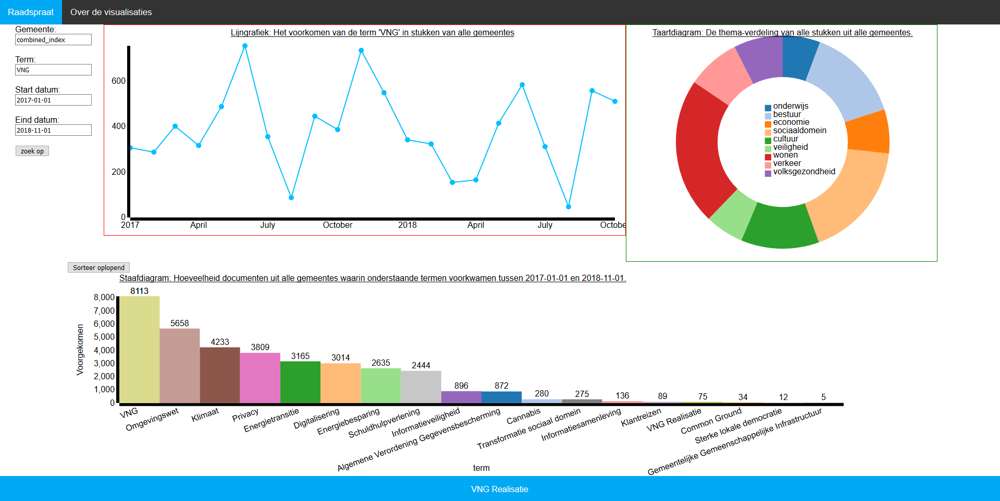 Raadspraat Over de visualisaties
Gemeente:
combined_index
Term:
VNG
Start datum:
2017-01-01
Eind datum:
2018-11-01
zoek op
Lijngrafiek: Het voorkomen van de term 'VNG' in stukken van alle gemeentes
600
400
200
0
2017 April July October 2018 April July Octobe
Taartdiagram: De thema-verdeling van alle stukken uit alle gemeentes.
onderwijs
bestuur
economie
sociaaldomein
cultuur
veiligheid
wonen
verkeer
volksgezondheid
Sorteer oplopend
Staafdiagram: Hoeveelheid documenten uit alle gemeentes waarin onderstaande termen voorkwamen tussen 2017-01-01 en 2018-11-01.
Voorgekomen
8,000
7,000
6,000
5,000
4,000
3,000
2,000
1,000
0
8113 5658 4233 3809 3165 3014 2635 2444 896 872 280 275 136 89 75 34 12 5
VNG
Omgevingswet
Klimaat
Privacy
Energietransitie
Digitalisering
Energiebesparing
Schuldhulpverlening
Informatieveiligheid
Algemene Verordening Gegevensbescherming
Cannabis
Transformatie sociaal domein
Informatiesamenleving
Klantreizen
VNG Realisatie
Common Ground
Sterke lokale democratie
Gemeentelijke Gemeenschappelijke Infrastructuur
term
VNG Realisatie